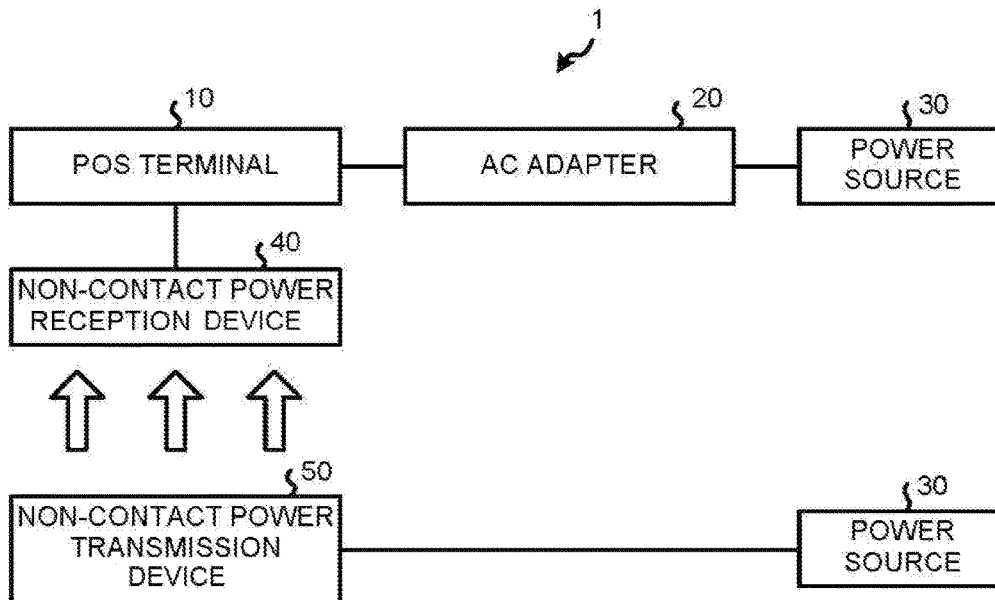 1
10
20
30
POS TERMINAL
AC ADAPTER
POWER
SOURCE
40
NON-CONTACT POWER
RECEPTION DEVICE
50
30
NON-CONTACT POWER
TRANSMISSION
DEVICE
POWER
SOURCE